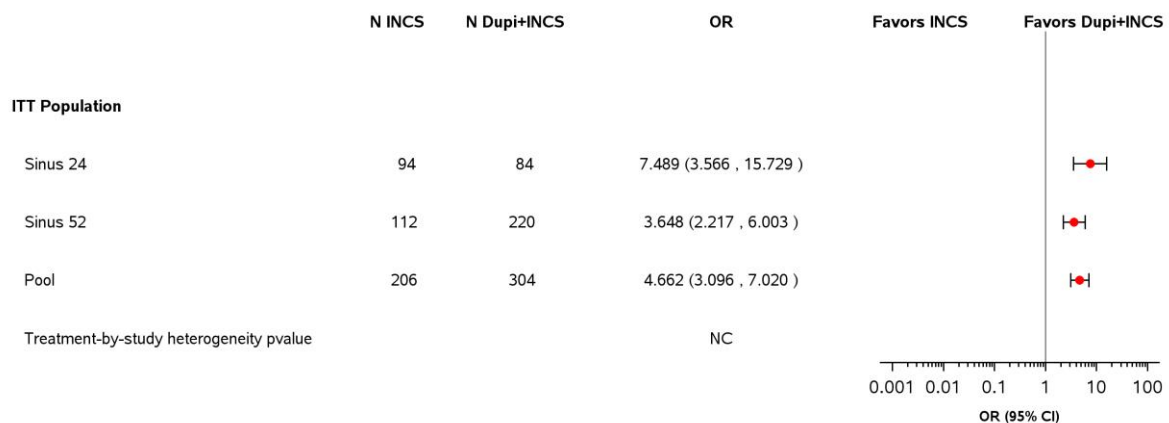 N INCS N Dupi+INCS OR Favors INCS Favors Dupi+INCS
ITT Population
Sinus 24 94 84 7.489 (3.566 , 15.729 )
Sinus 52 112 220 3.648 (2.217 , 6.003 )
Pool 206 304 4.662 (3.096 , 7.020 )
Treatment-by-study heterogeneity pvalue NC
0.001 0.01 0.1 1 10 100
OR (95% CI)